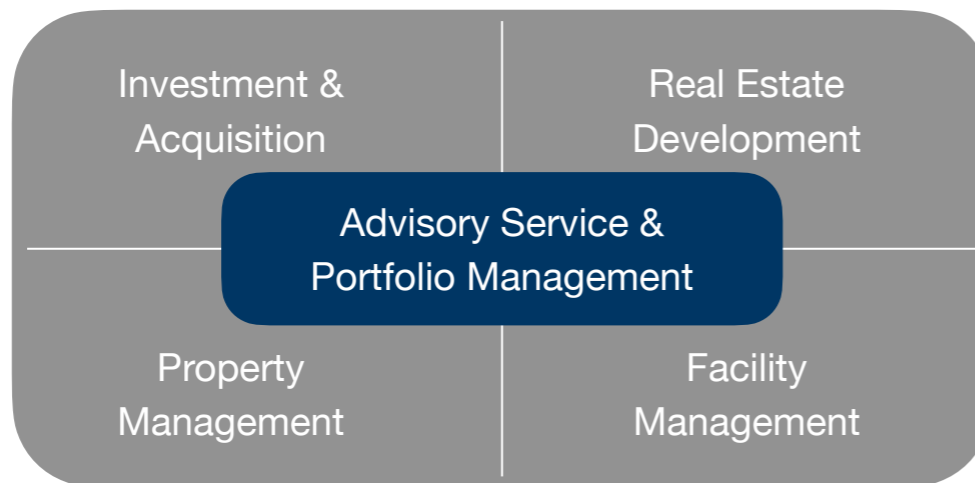 Investment &
Acquisition
Real Estate
Development
Advisory Service &
Portfolio Management
Property
Management
Facility
Management